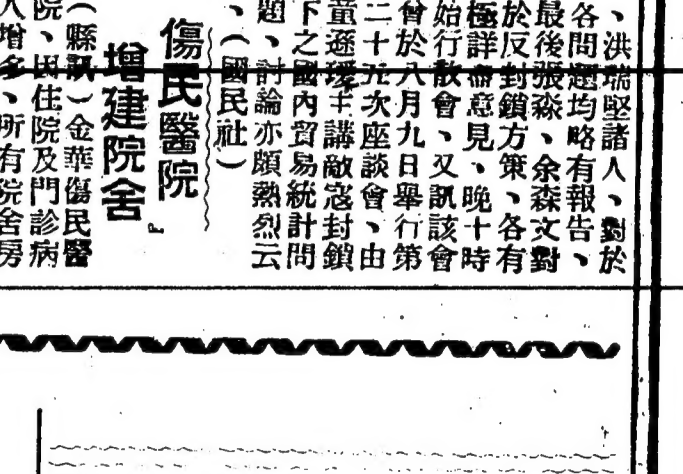 、洪瑞堅諸人、對於
各問題均略有報告、
最後張淼、余森文對
於反封鎖方策、各有
極詳盡意見、晚十時
始行散會、又訊該會
曾於八月九日舉行第
二十五次座談會、由
童遜瑗主講敵寇封鎖
下之國內貿易統計問
題、討論亦頗熱烈云
、(國民社)
傷民醫院
增建院舍
(縣訊)金華傷民醫
院、因住院及門診病
人增多、所有院舍房